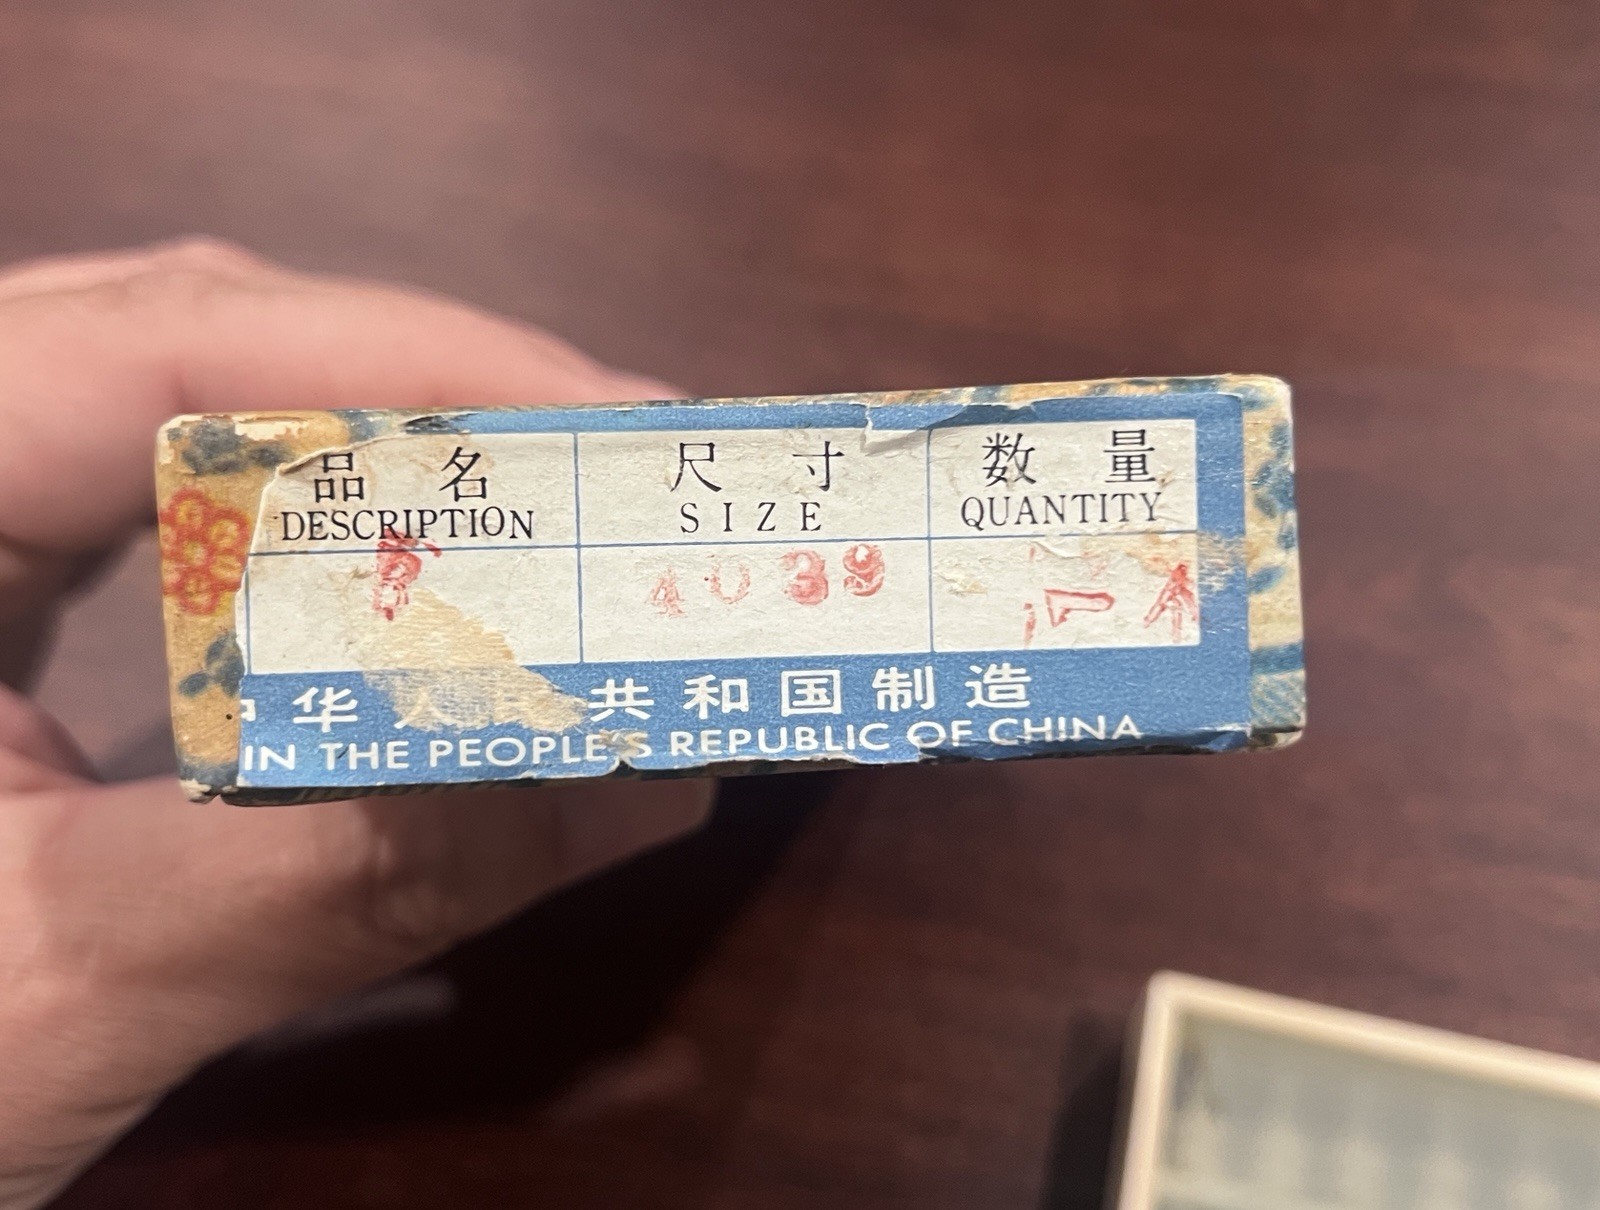 品名 尺寸 数量
DESCRIPTION SIZE QUANTITY
4039
华 共和国制造
IN THE PEOPLE'S REPUBLIC OF CHINA